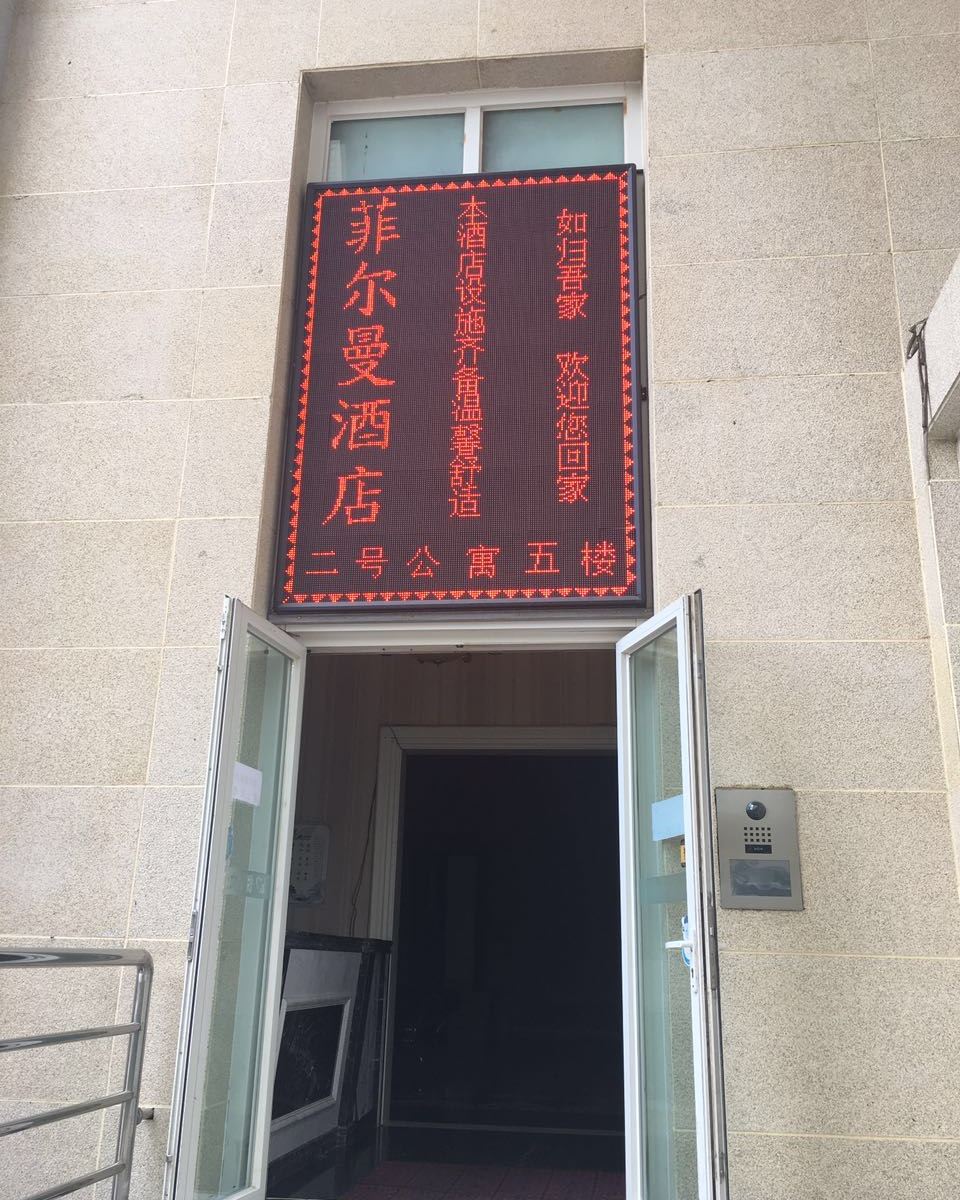 菲尔曼酒店
本酒店设施齐备温馨舒适
如归吾家 欢迎您回家
二号公寓五楼